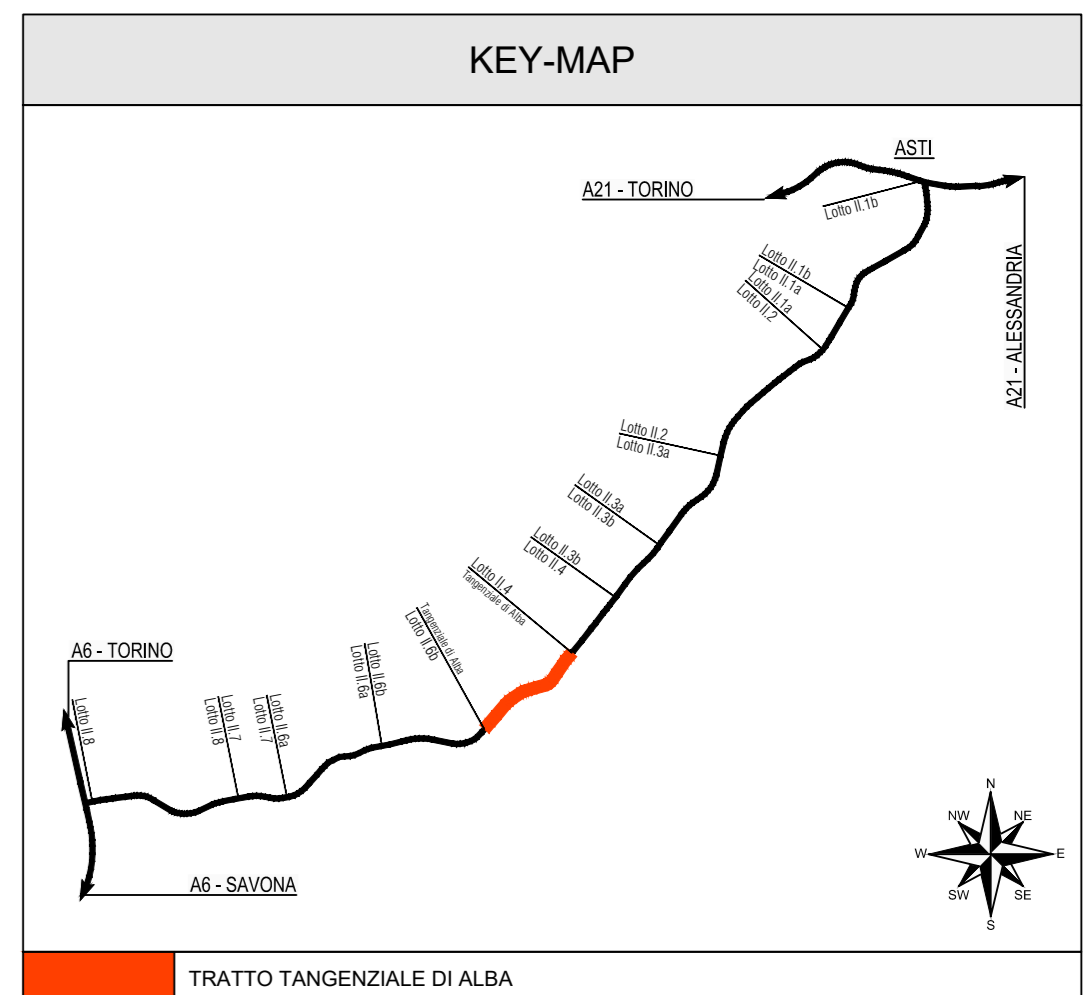 KEY-MAP
ASTI
A21 - TORINO
Lotto II.1b
A21 - ALESSANDRIA
Lotto II.1b
Lotto II.1a
Lotto II.1a
Lotto II.2
Lotto II.2
Lotto II.3a
Lotto II.3a
Lotto II.3b
Lotto II.3b
Lotto II.4
Lotto II.4
Tangenziale di Alba
Tangenziale di Alba
Lotto II.6b
Lotto II.6b
Lotto II.6a
A6 - TORINO
Lotto II.6a
Lotto II.7
Lotto II.7
Lotto II.8
Lotto II.8
A6 - SAVONA
N
NW
NE
W
E
SW
SE
S
TRATTO TANGENZIALE DI ALBA